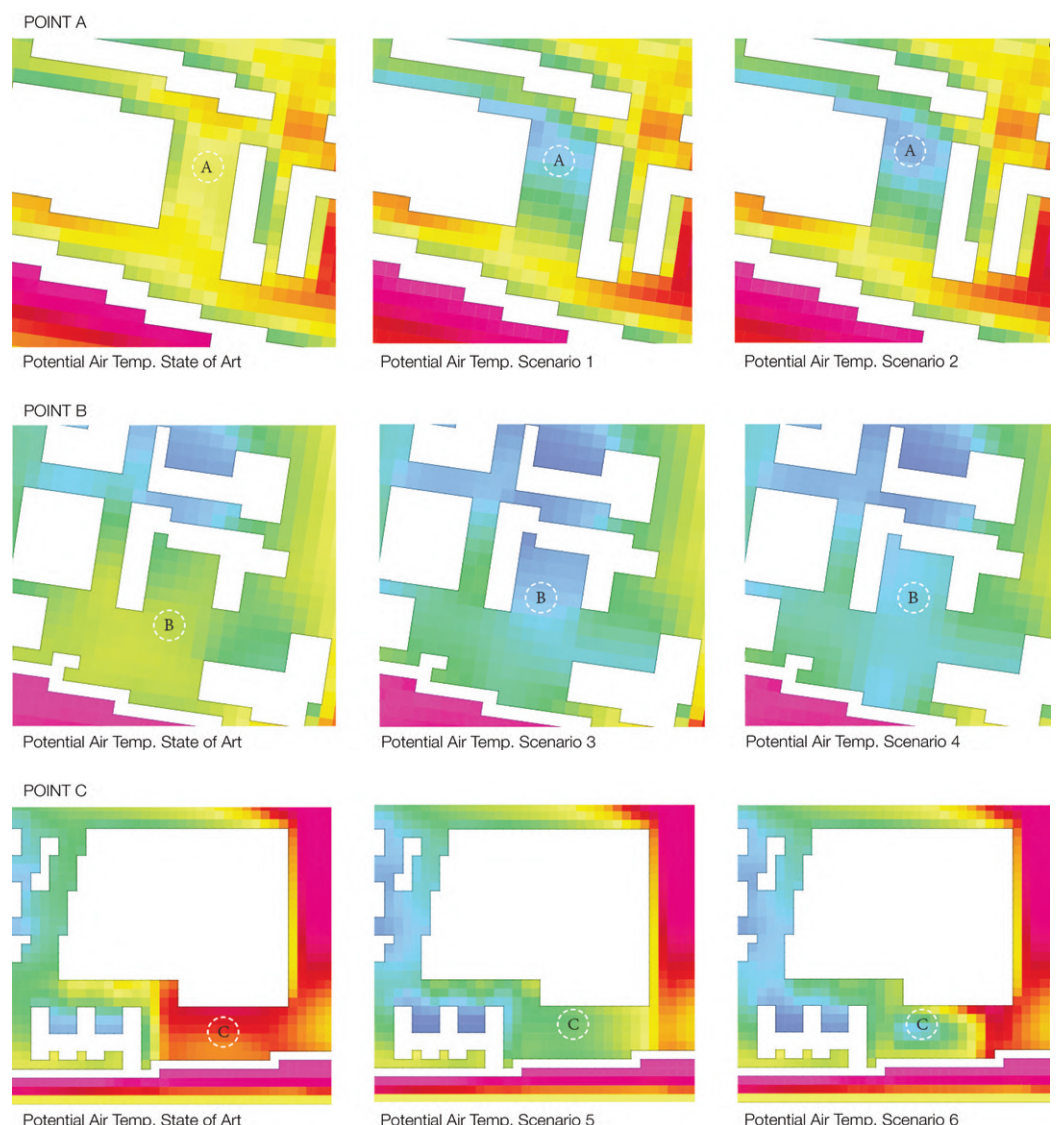 POINT A
A
A
A
Potential Air Temp. State of Art
Potential Air Temp. Scenario 1
Potential Air Temp. Scenario 2
POINT B
B
B
B
Potential Air Temp. State of Art
Potential Air Temp. Scenario 3
Potential Air Temp. Scenario 4
POINT C
C
C
C
Potential Air Temp. State of Art
Potential Air Temp. Scenario 5
Potential Air Temp. Scenario 6